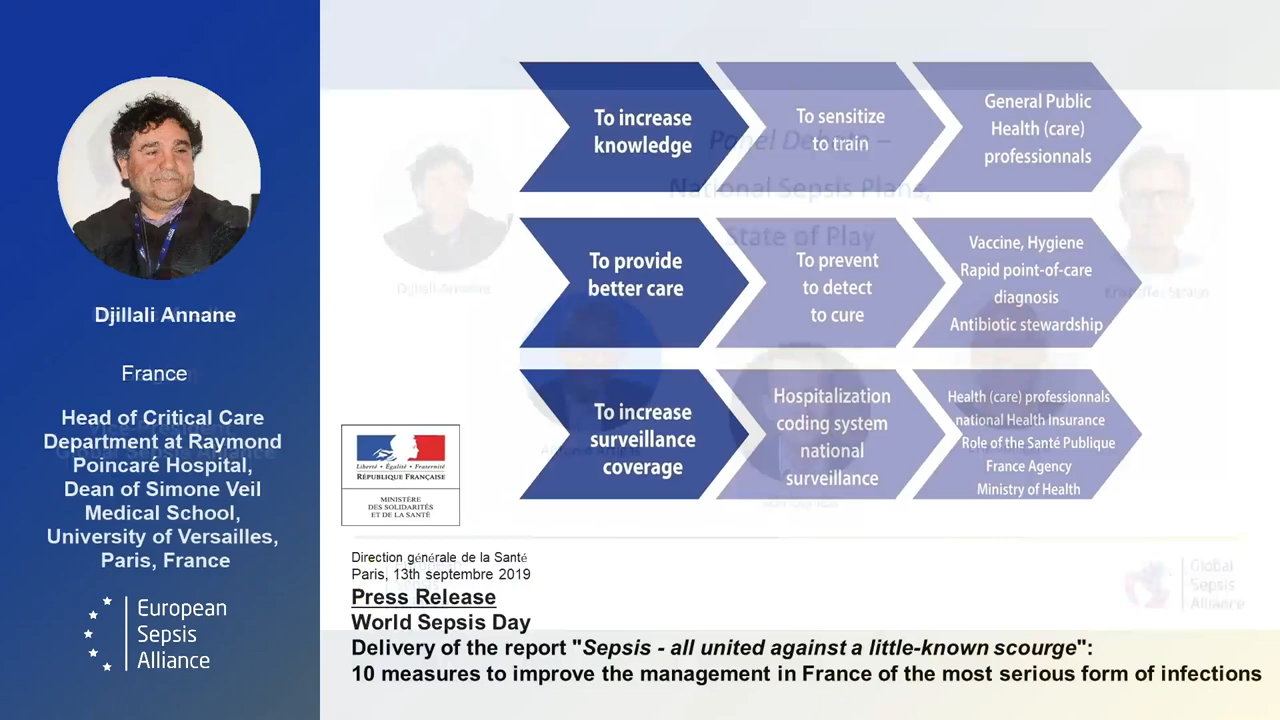 Djillali Annane
France
Head of Critical Care
Department at Raymond
Poincaré Hospital,
Dean of Simone Veil
Medical School,
University of Versailles,
Paris, France
European
Sepsis
Alliance
To increase
knowledge
To sensitize
to train
General Public
Health (care)
professionnals
Panel Debate –
National Sepsis Plans,
State of Play
Djillali Annane
Kristoffer Strålin
To provide
better care
To prevent
to detect
to cure
Vaccine, Hygiene
Rapid point-of-care
diagnosis
Antibiotic stewardship
To increase
surveillance
coverage
Hospitalization
coding system
national
surveillance
Health (care) professionnals
national Health Insurance
Role of the Santé Publique
France Agency
Ministry of Health
Liberté • Égalité • Fraternité
RÉPUBLIQUE FRANÇAISE
MINISTÈRE
DES SOLIDARITÉS
ET DE LA SANTÉ
Direction générale de la Santé
Paris, 13th septembre 2019
Press Release
World Sepsis Day
Delivery of the report "Sepsis - all united against a little-known scourge":
10 measures to improve the management in France of the most serious form of infections
Global
Sepsis
Alliance